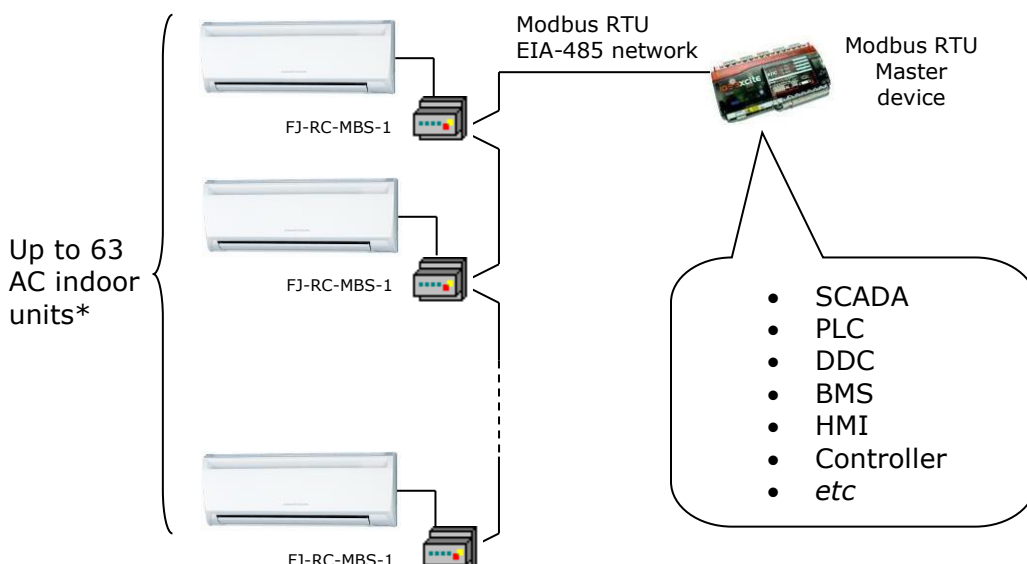 Modbus RTU
EIA-485 network
Modbus RTU
Master
device
FJ-RC-MBS-1
FJ-RC-MBS-1
Up to 63
AC indoor
units*
• SCADA
• PLC
• DDC
• BMS
• HMI
• Controller
• etc
FJ-RC-MBS-1